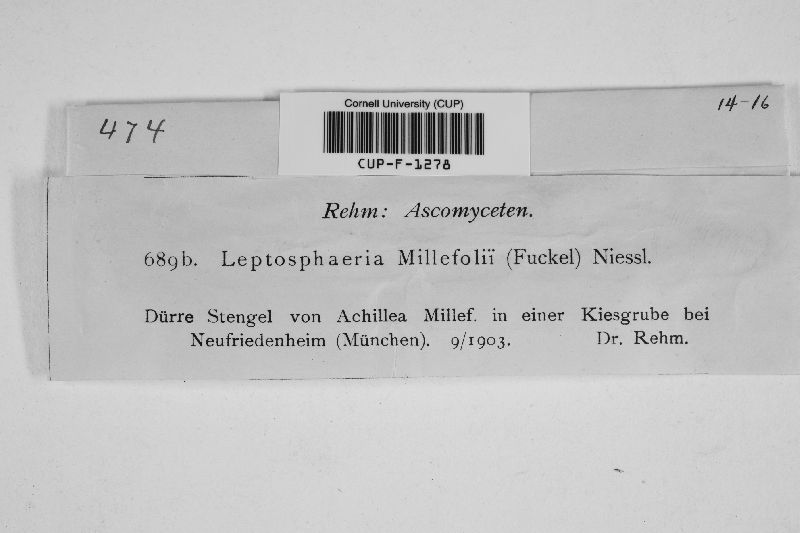 Cornell University (CUP)
CUP-F-1278
474
14-16
Rehm: Ascomyceten.
689b. Leptosphaeria Millefolii (Fuckel) Niessl.
Dürre Stengel von Achillea Millef. in einer Kiesgrube bei
Neufriedenheim (München). 9/1903. Dr. Rehm.